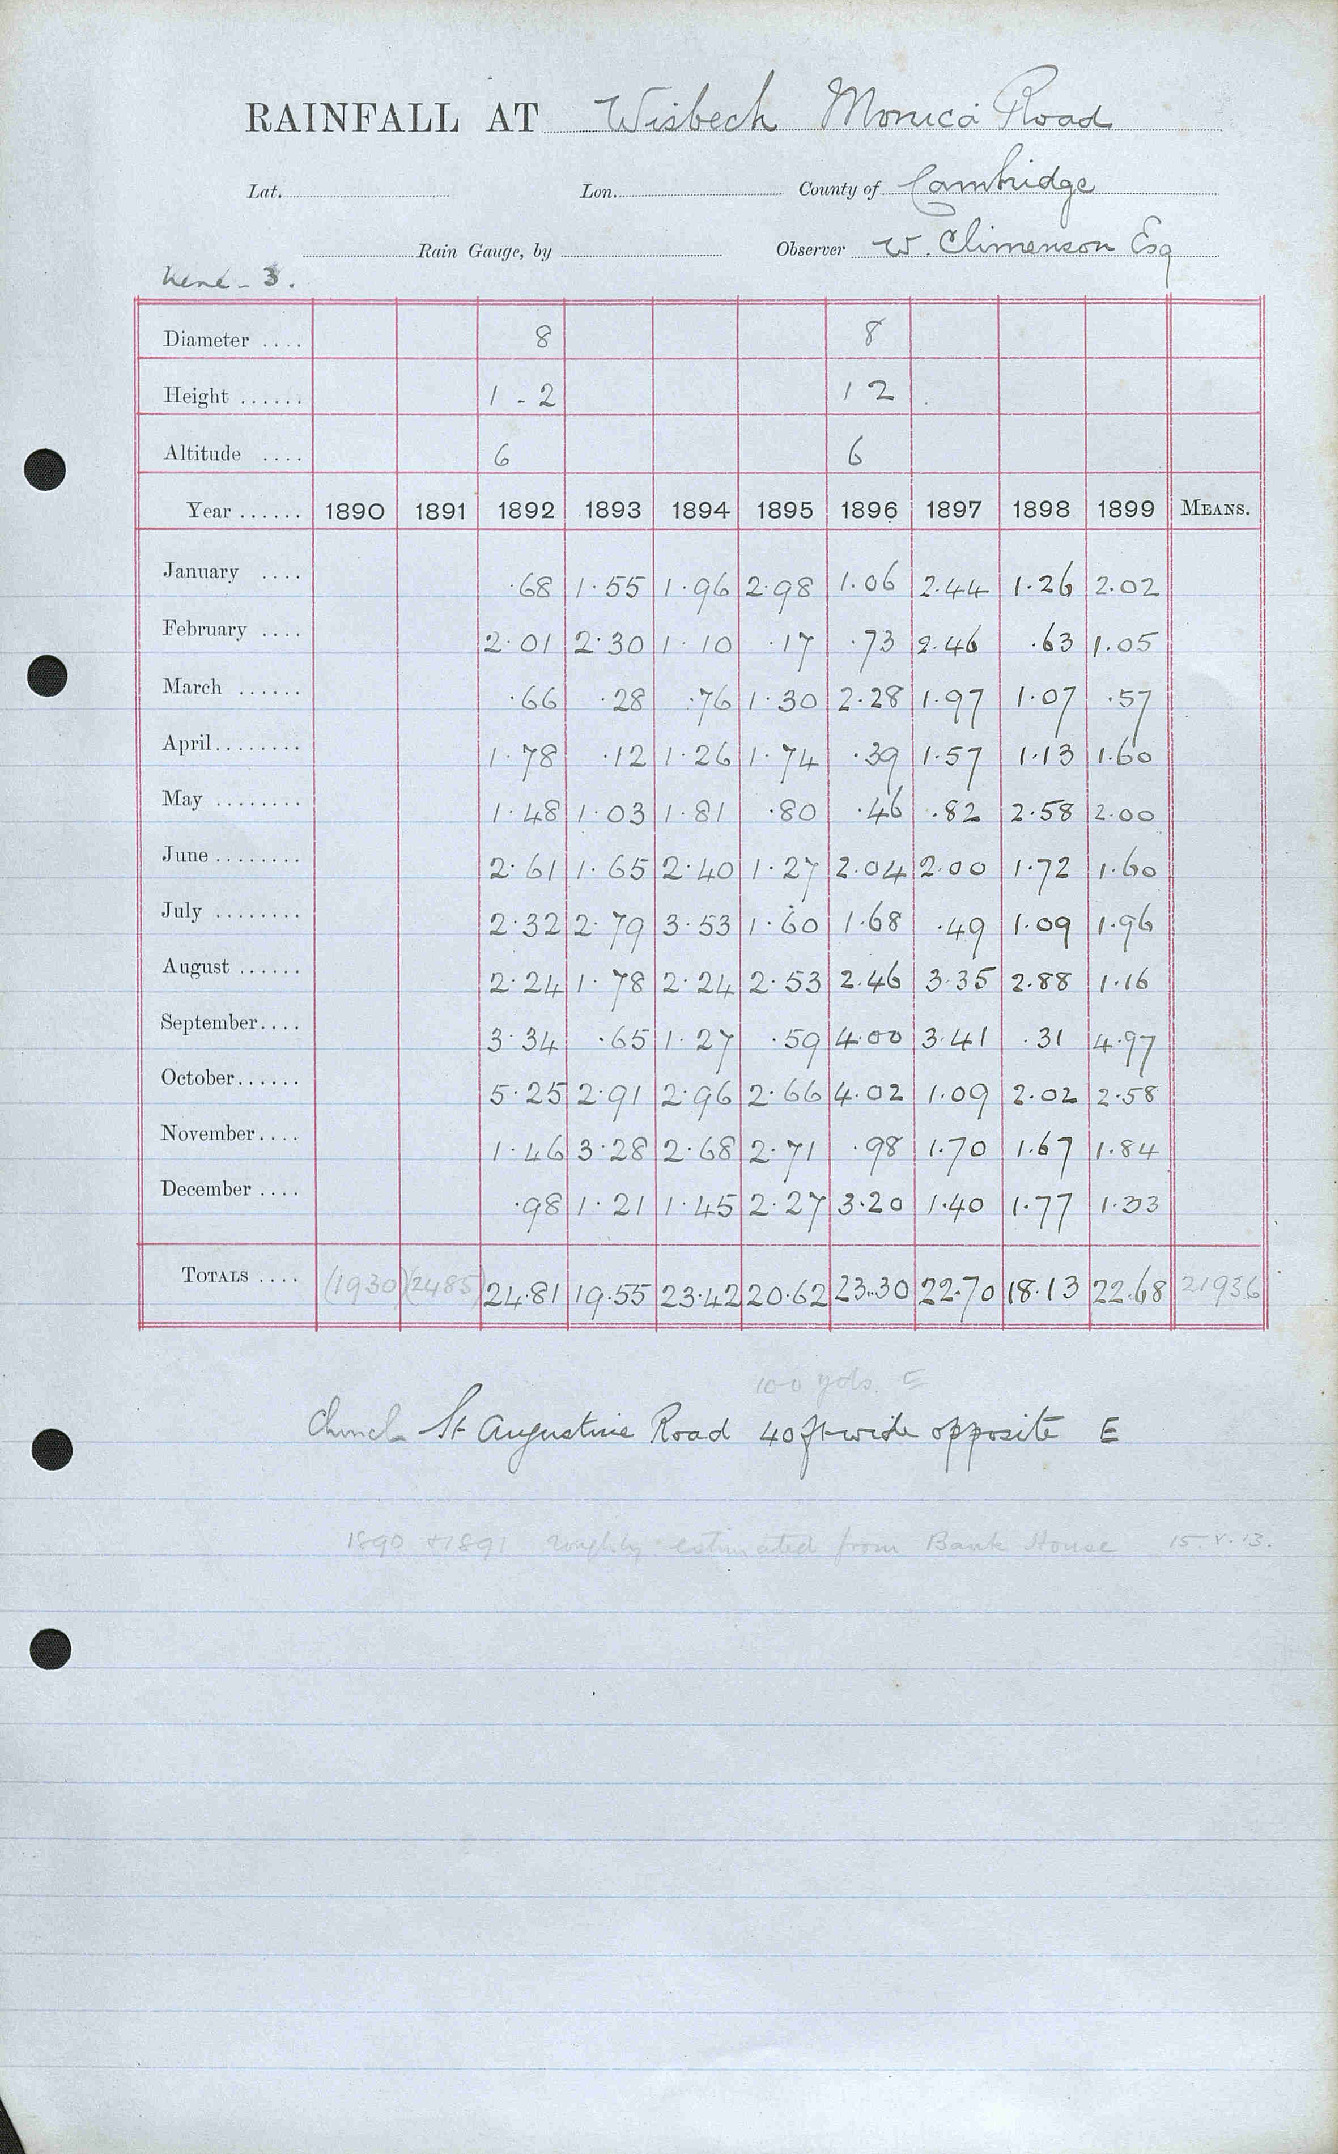 RAINFALL AT Wisbech Monica Road
Lat. Lon. County of Cambridge
Rain Gauge, by Observer W. Climenson Esq
Nene - 3.
Diameter .... 8 8
Height ...... 1 - 2 1 2
Altitude .... 6 6
Year ...... 1890 1891 1892 1893 1894 1895 1896 1897 1898 1899 MEANS.
January .... .68 1.55 1.96 2.98 1.06 2.44 1.26 2.02
February .... 2.01 2.30 1.10 .17 .73 2.46 .63 1.05
March ...... .66 .28 .76 1.30 2.28 1.97 1.07 .57
April........ 1.78 .12 1.26 1.74 .39 1.57 1.13 1.60
May ........ 1.48 1.03 1.81 .80 .46 .82 2.58 2.00
June ........ 2.61 1.65 2.40 1.27 2.04 2.00 1.72 1.60
July ........ 2.32 2.79 3.53 1.60 1.68 .49 1.09 1.96
August ...... 2.24 1.78 2.24 2.53 2.46 3.35 2.88 1.16
September.... 3.34 .65 1.27 .59 4.00 3.41 .31 4.97
October...... 5.25 2.91 2.96 2.66 4.02 1.09 2.02 2.58
November.... 1.46 3.28 2.68 2.71 .98 1.70 1.67 1.84
December .... .98 1.21 1.45 2.27 3.20 1.40 1.77 1.33
TOTALS .... (1930) (2485) 24.81 19.55 23.42 20.62 23.30 22.70 18.13 22.68 21936
100 yds. E
Church St Augustine Road 40 ft wide opposite E
1890 & 1891 roughly estimated from Bank House 15.V.13.